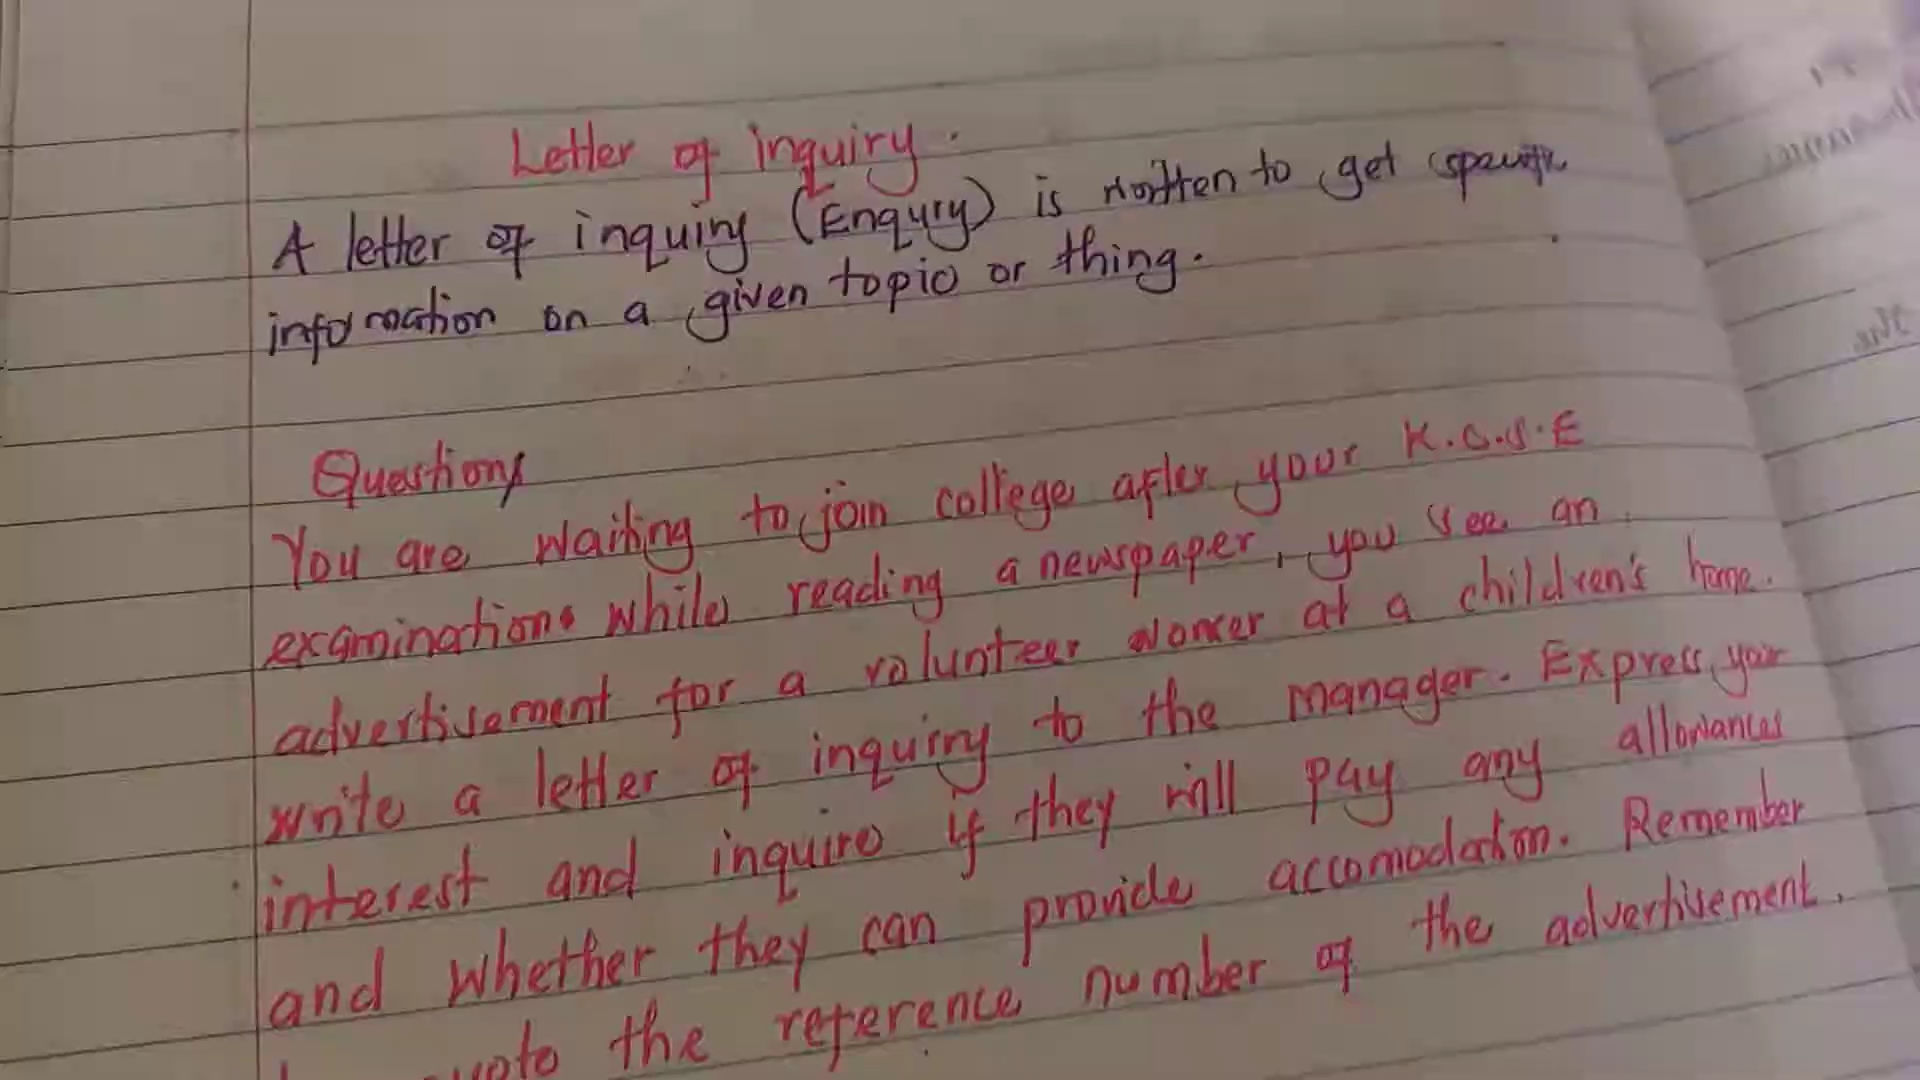 Letter of inquiry.
A letter of inquiry (Enqury) is written to get specific
information on a given topic or thing.
Questions
You are waiting to join college after your K.C.S.E
examinations while reading a newspaper, you see an
advertisement for a volunteer worker at a children's home.
write a letter of inquiry to the manager. Express your
interest and inquire if they will pay any allowances
and whether they can provide accomodation. Remember
the reference number of the advertisement.